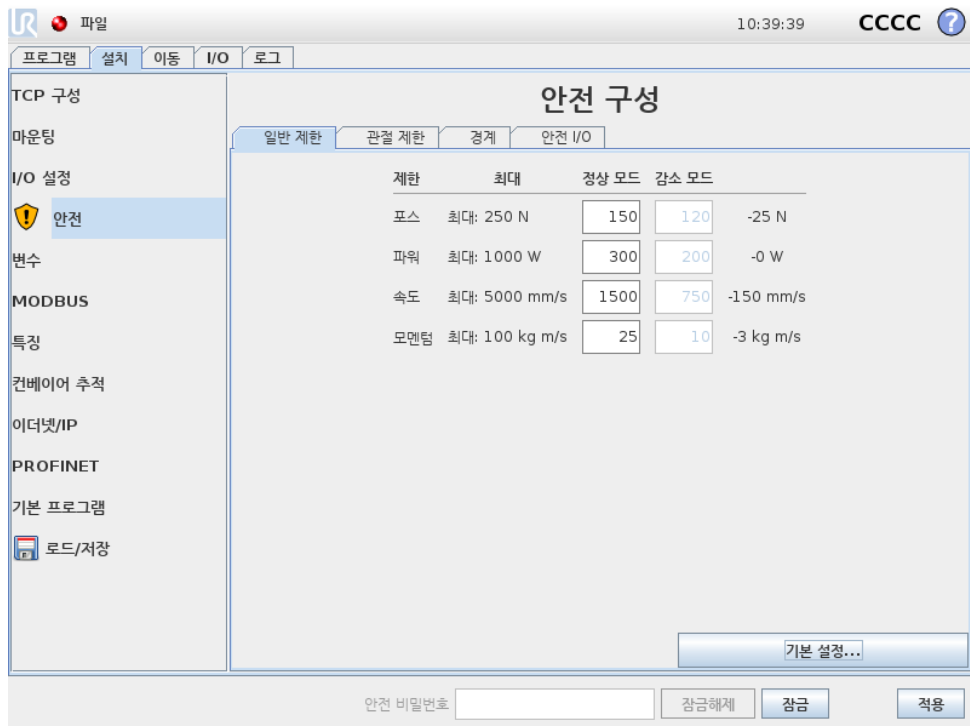 UR 파일 10:39:39 CCCC ?
프로그램 설치 이동 I/O 로그
TCP 구성
마운팅
I/O 설정
안전
변수
MODBUS
특징
컨베이어 추적
이더넷/IP
PROFINET
기본 프로그램
로드/저장
안전 구성
일반 제한 관절 제한 경계 안전 I/O
제한 최대 정상 모드 감소 모드
포스 최대: 250 N 150 120 -25 N
파워 최대: 1000 W 300 200 -0 W
속도 최대: 5000 mm/s 1500 750 -150 mm/s
모멘텀 최대: 100 kg m/s 25 10 -3 kg m/s
기본 설정...
안전 비밀번호 잠금해제 잠금 적용